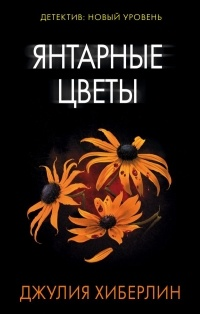 ДЕТЕКТИВ: НОВЫЙ УРОВЕНЬ
ЯНТАРНЫЕ
ЦВЕТЫ
ДЖУЛИЯ ХИБЕРЛИН